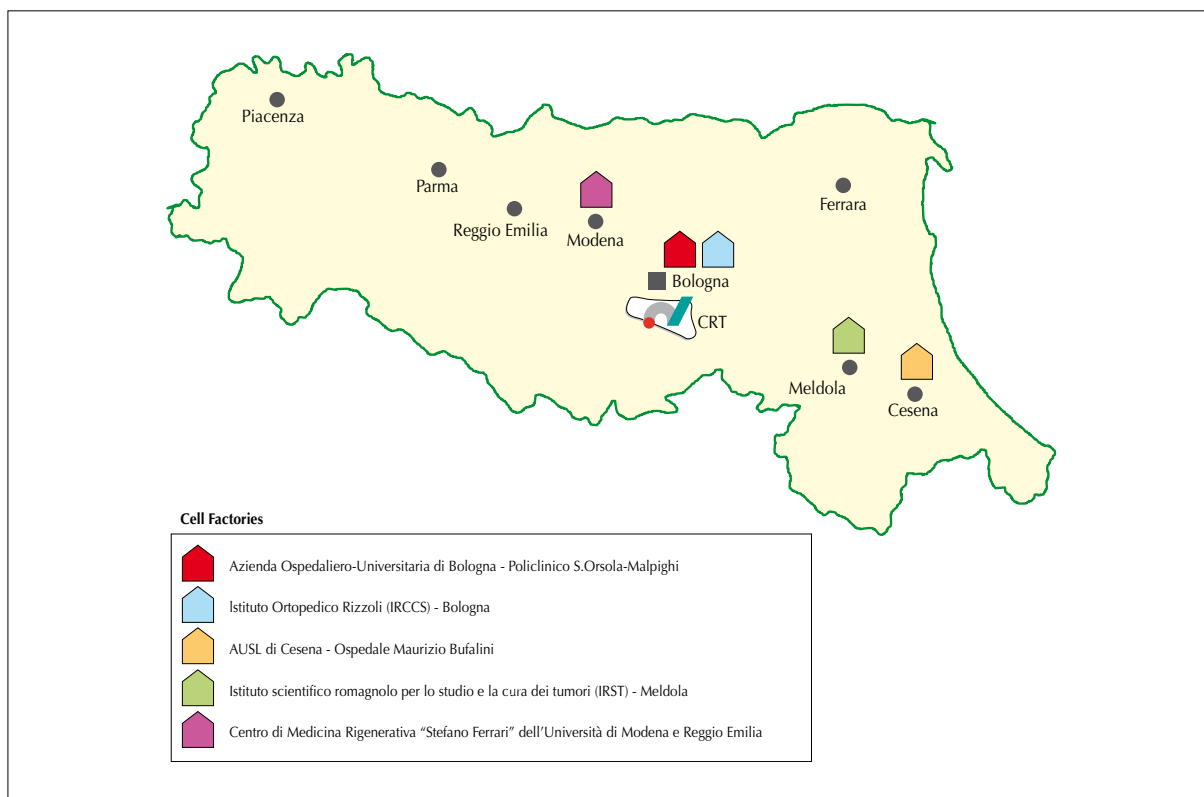 Piacenza
Parma
Reggio Emilia
Modena
Ferrara
Bologna
CRT
Meldola
Cesena
Cell Factories
Azienda Ospedaliero-Universitaria di Bologna - Policlinico S.Orsola-Malpighi
Istituto Ortopedico Rizzoli (IRCCS) - Bologna
AUSL di Cesena - Ospedale Maurizio Bufalini
Istituto scientifico romagnolo per lo studio e la cura dei tumori (IRST) - Meldola
Centro di Medicina Rigenerativa “Stefano Ferrari” dell’Università di Modena e Reggio Emilia